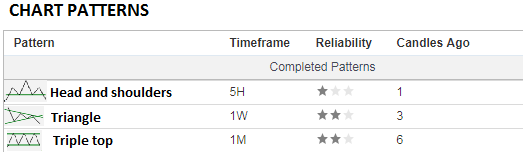 CHART PATTERNS
Pattern Timeframe Reliability Candles Ago
Completed Patterns
Head and shoulders 5H 1
Triangle 1W 3
Triple top 1M 6